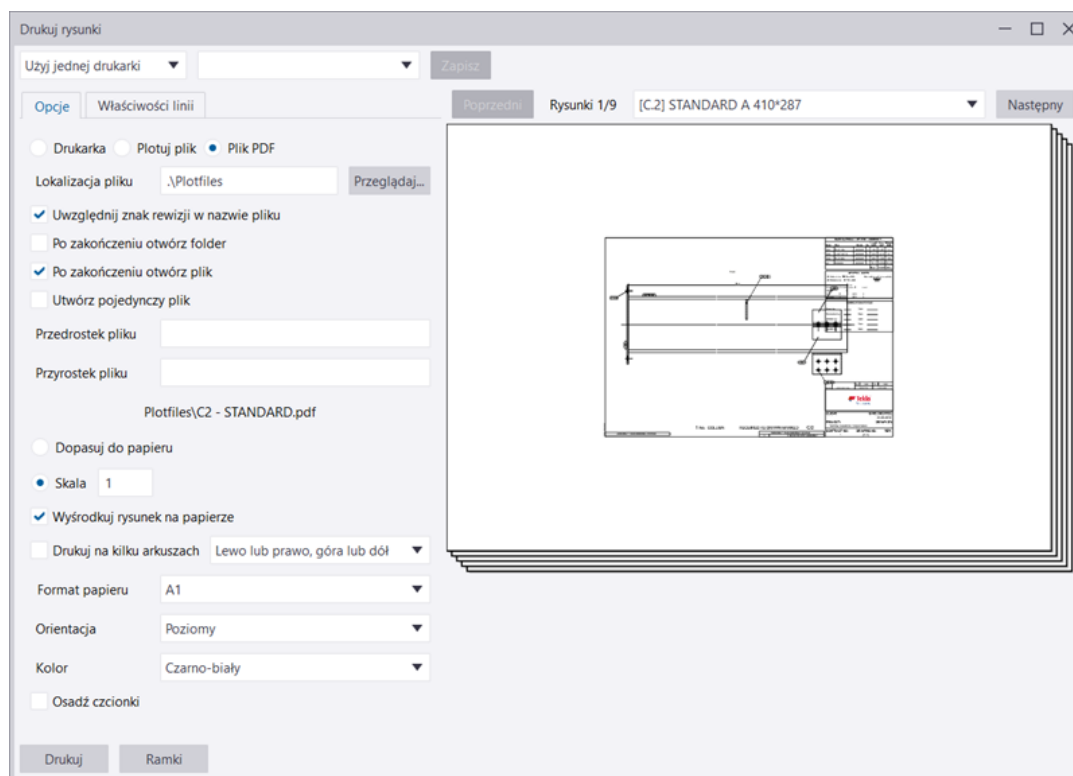 Drukuj rysunki
Użyj jednej drukarki
Zapisz
Opcje
Właściwości linii
Poprzedni
Rysunki 1/9
[C.2] STANDARD A 410*287
Następny
Drukarka
Plotuj plik
Plik PDF
Lokalizacja pliku
.\Plotfiles
Przeglądaj...
Uwzględnij znak rewizji w nazwie pliku
Po zakończeniu otwórz folder
Po zakończeniu otwórz plik
Utwórz pojedynczy plik
Przedrostek pliku
Przyrostek pliku
Plotfiles\C2 - STANDARD.pdf
Dopasuj do papieru
Skala
1
Wyśrodkuj rysunek na papierze
Drukuj na kilku arkuszach
Lewo lub prawo, góra lub dół
Format papieru
A1
Orientacja
Poziomy
Kolor
Czarno-biały
Osadź czcionki
Drukuj
Ramki